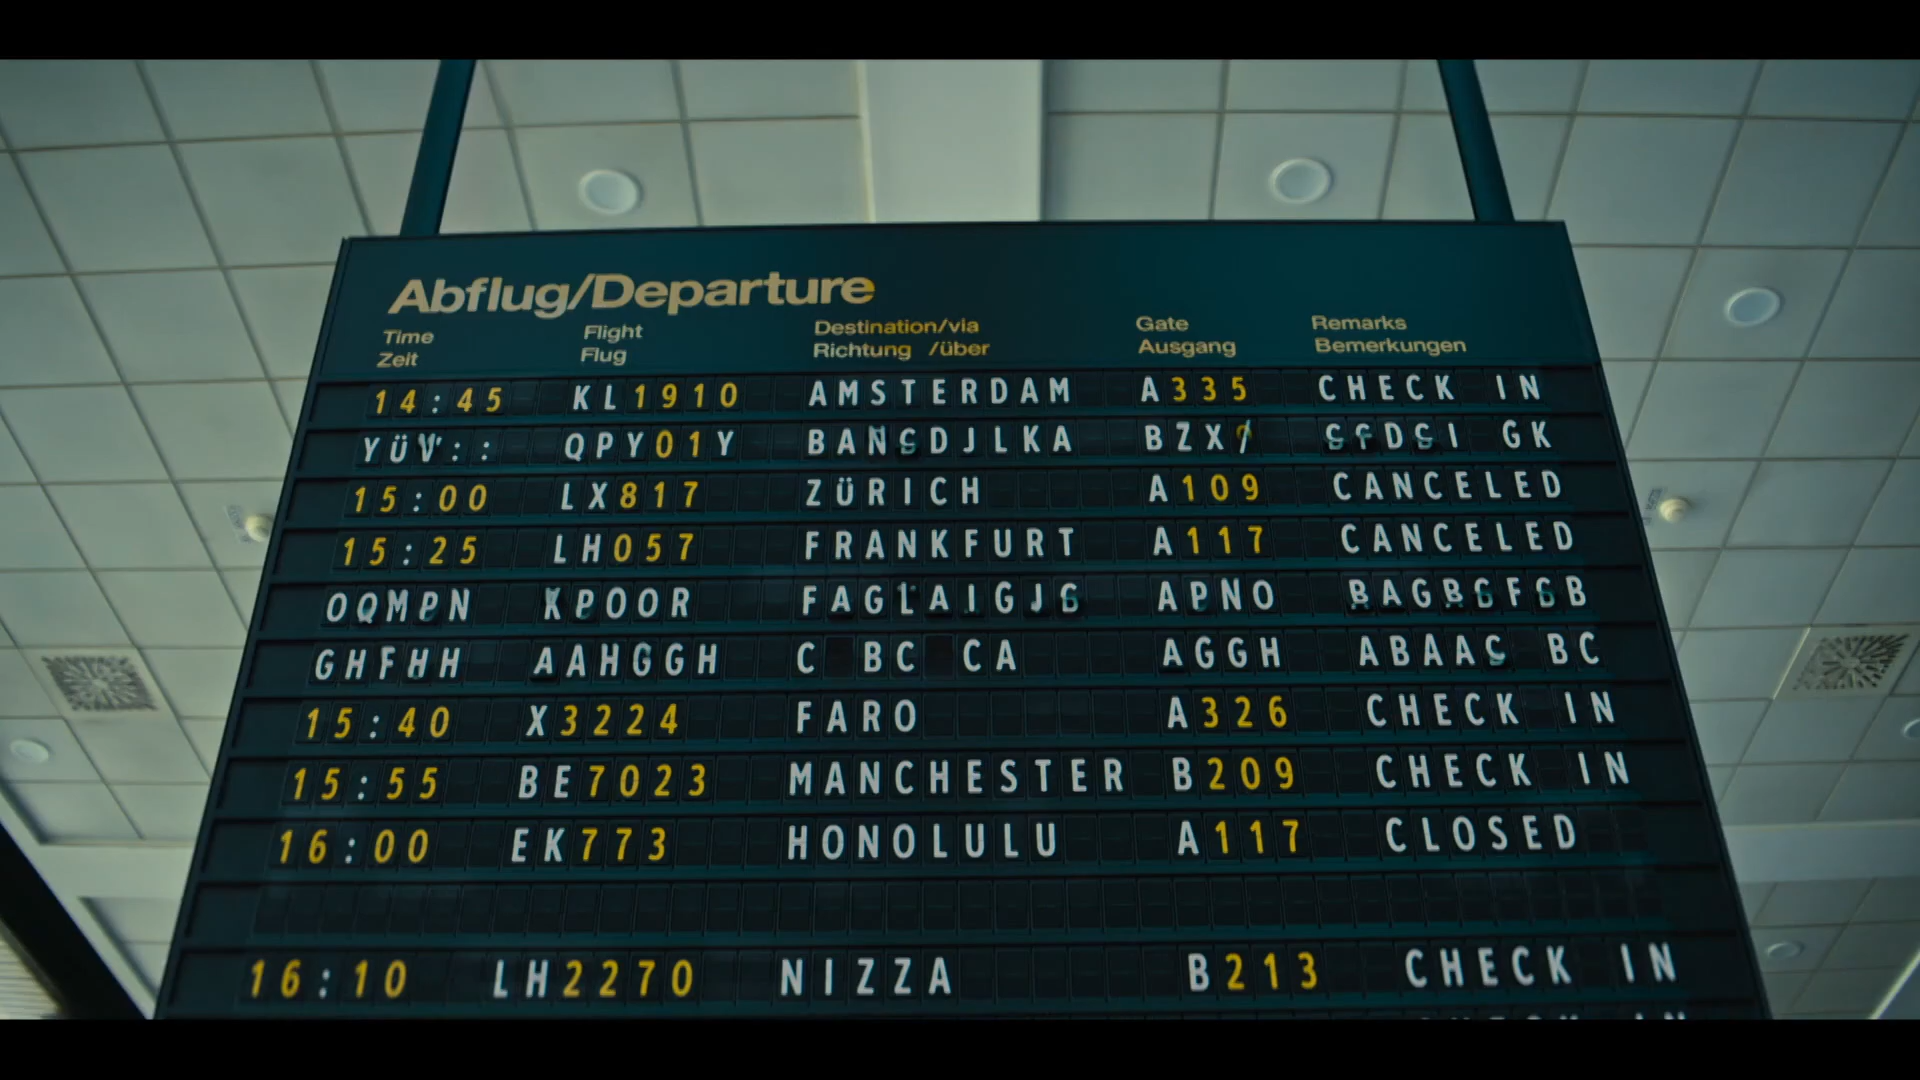 Abflug/Departure
Time Flight Destination/via Gate Remarks
Zeit Flug Richtung /über Ausgang Bemerkungen
14:45 KL1910 AMSTERDAM A335 CHECK IN
QPY01Y
15:00 LX817 ZÜRICH A109 CANCELED
15:25 LH057 FRANKFURT A117 CANCELED
OQMPN KPOOR APNO
GHFHH AAHGGH C BC CA AGGH ABAAC BC
15:40 X3224 FARO A326 CHECK IN
15:55 BE7023 MANCHESTER B209 CHECK IN
16:00 EK773 HONOLULU A117 CLOSED
16:10 LH2270 NIZZA B213 CHECK IN